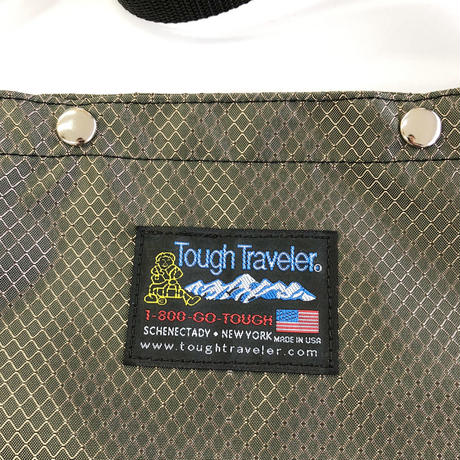 Tough Traveler®
1-800-GO-TOUGH
SCHENECTADY • NEW YORK MADE IN USA
www.toughtraveler.com